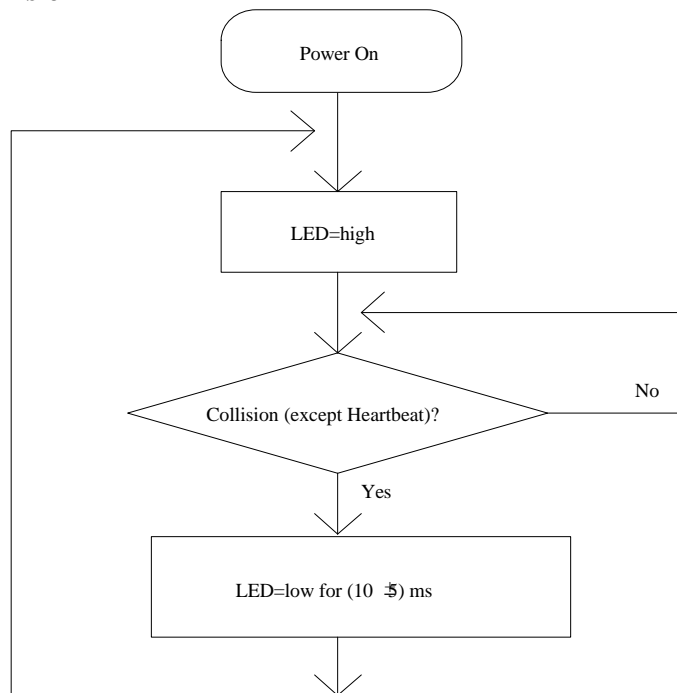 Power On
LED=high
Collision (except Heartbeat)?
No
Yes
LED=low for (10 ±5) ms